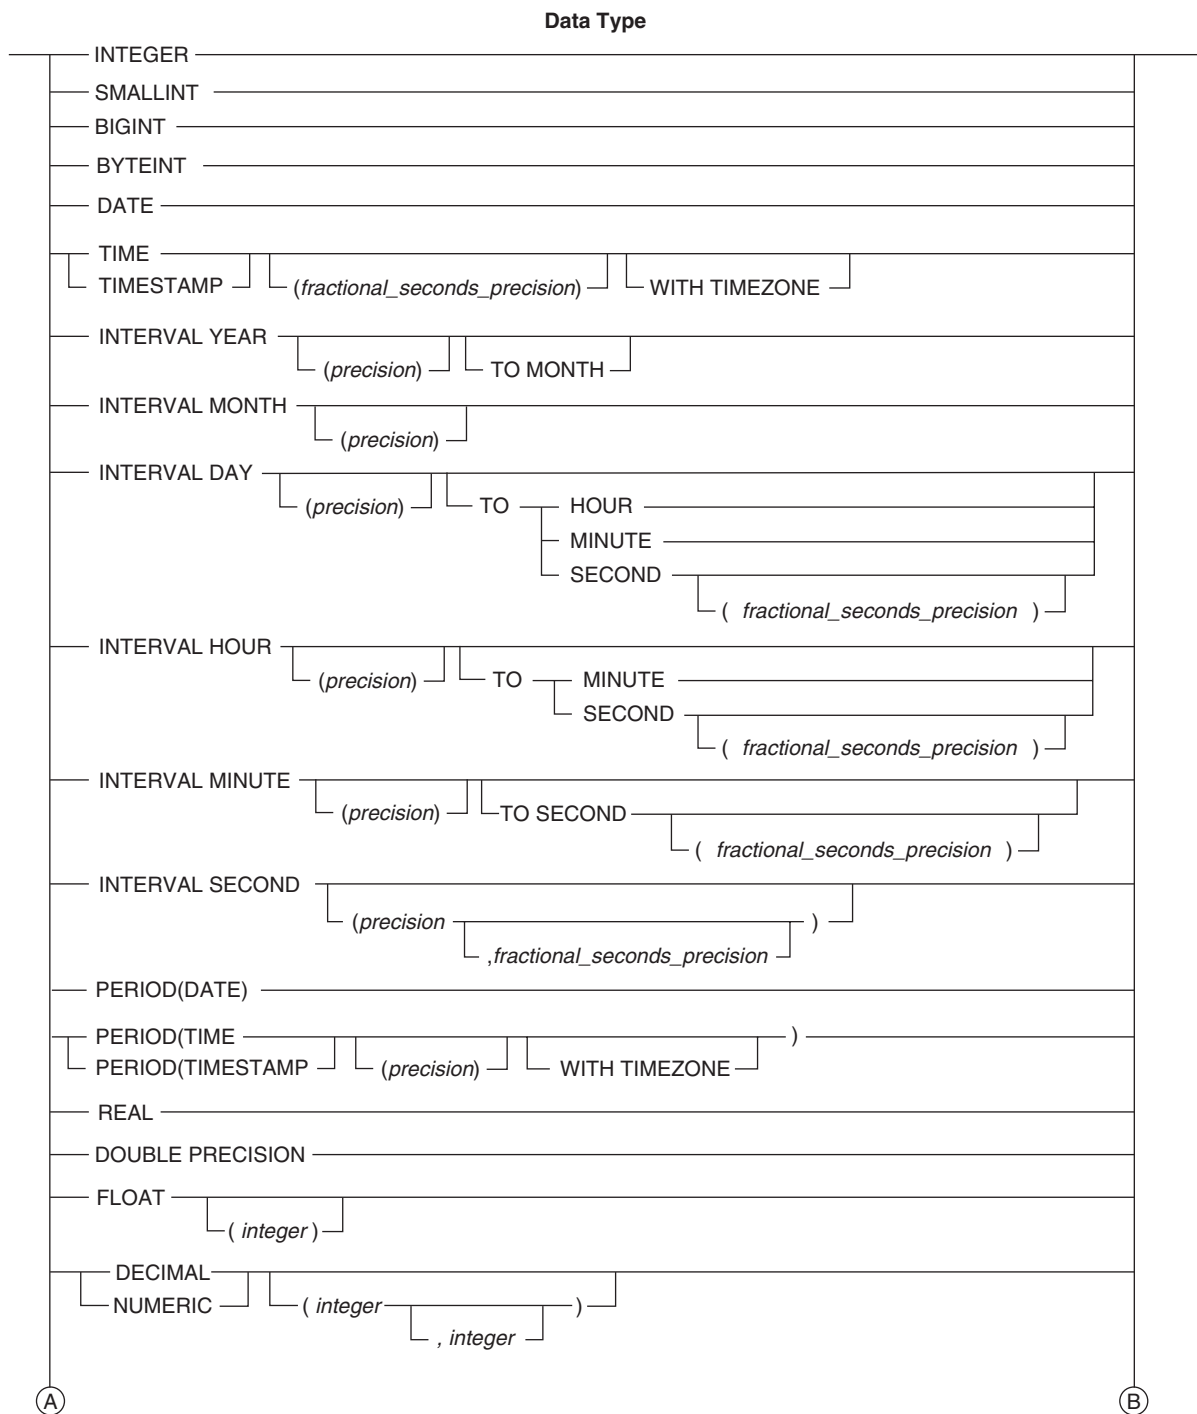 Data Type
INTEGER
SMALLINT
BIGINT
BYTEINT
DATE
TIME
TIMESTAMP
(fractional_seconds_precision)
WITH TIMEZONE
INTERVAL YEAR
(precision)
TO MONTH
INTERVAL MONTH
(precision)
INTERVAL DAY
(precision)
TO
HOUR
MINUTE
SECOND
( fractional_seconds_precision )
INTERVAL HOUR
(precision)
TO
MINUTE
SECOND
( fractional_seconds_precision )
INTERVAL MINUTE
(precision)
TO SECOND
( fractional_seconds_precision )
INTERVAL SECOND
(precision )
,fractional_seconds_precision
PERIOD(DATE)
PERIOD(TIME )
PERIOD(TIMESTAMP
(precision)
WITH TIMEZONE
REAL
DOUBLE PRECISION
FLOAT
( integer )
DECIMAL
NUMERIC
( integer )
, integer
A
B